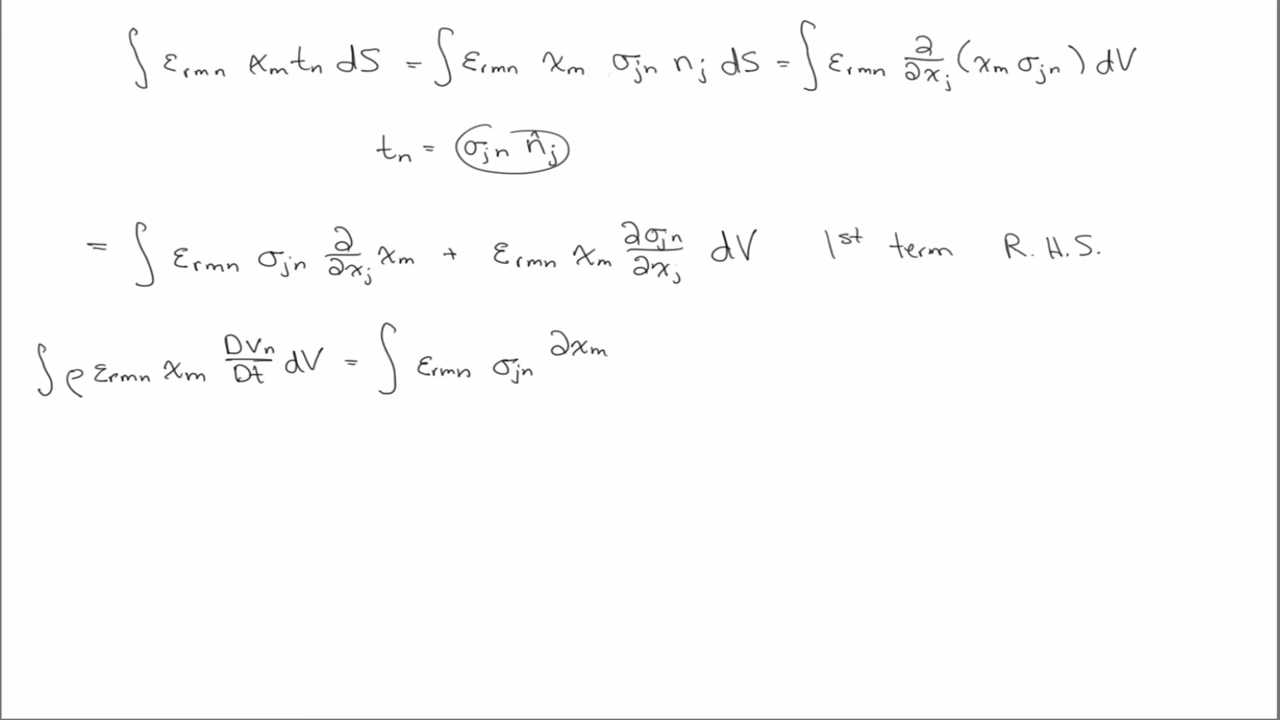 ∫ ε_rmn x_m t_n dS = ∫ ε_rmn x_m σ_jn n_j dS = ∫ ε_rmn ∂/∂x_j (x_m σ_jn) dV
t_n = σ_jn n̂_j
= ∫ ε_rmn σ_jn ∂/∂x_j x_m + ε_rmn x_m ∂σ_jn/∂x_j dV 1st term R.H.S.
∫ ρ ε_rmn x_m Dv_n/Dt dV = ∫ ε_rmn σ_jn ∂x_m